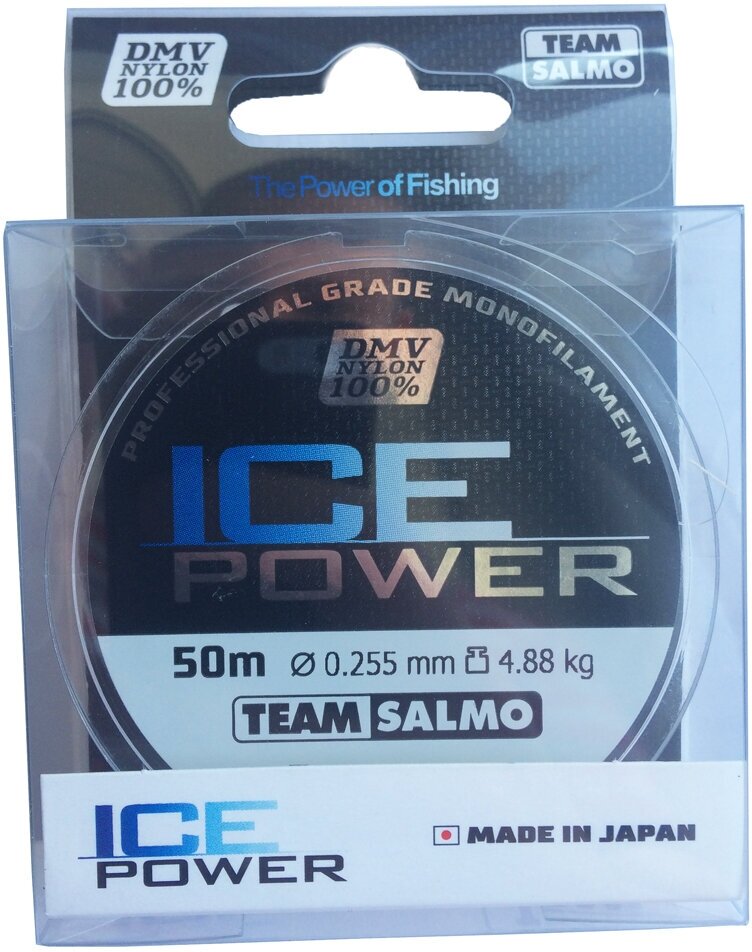 DMV
NYLON
100%
TEAM
SALMO
The Power of Fishing
PROFESSIONAL GRADE MONOFILAMENT
DMV
NYLON
100%
ICE
POWER
50m Ø 0.255 mm 4.88 kg
TEAM SALMO
ICE
POWER
MADE IN JAPAN